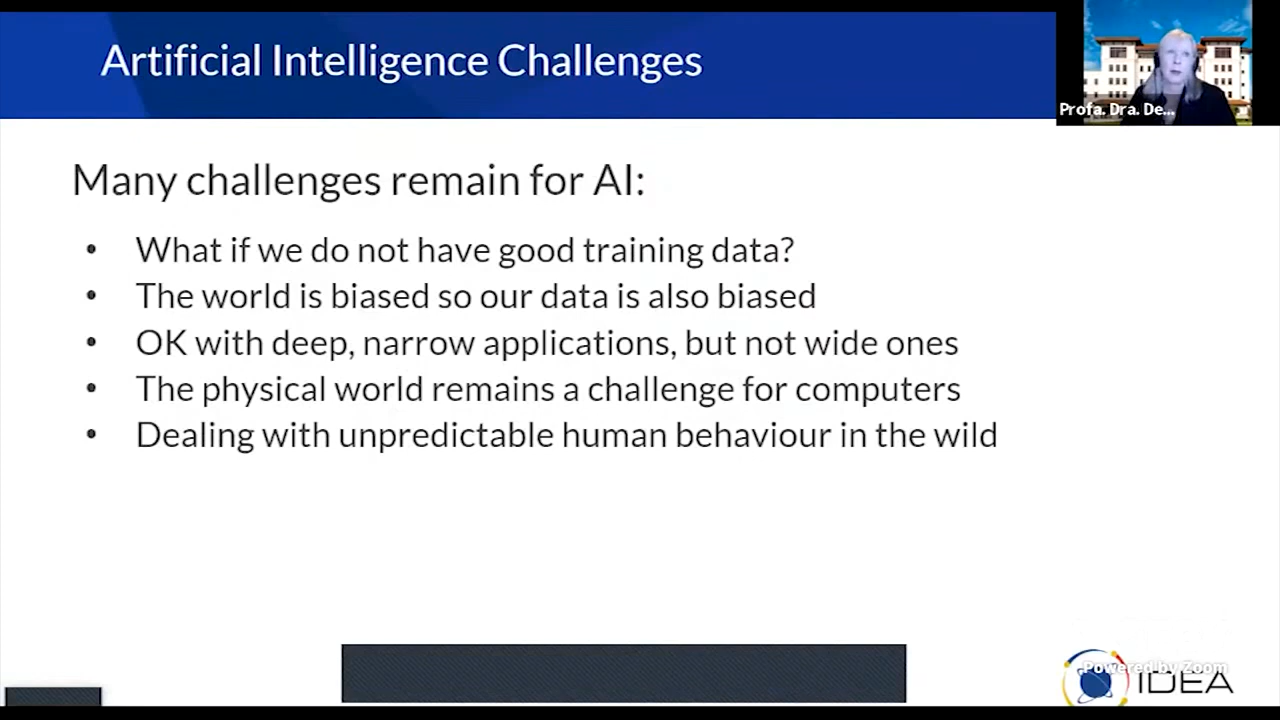 Artificial Intelligence Challenges
Profa. Dra. De...
Many challenges remain for AI:
• What if we do not have good training data?
• The world is biased so our data is also biased
• OK with deep, narrow applications, but not wide ones
• The physical world remains a challenge for computers
• Dealing with unpredictable human behaviour in the wild
Powered by Zoom
IDEA